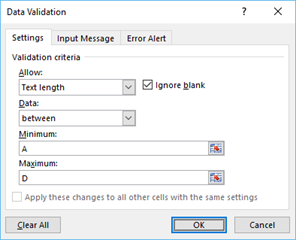 Data Validation ? ×
Settings Input Message Error Alert
Validation criteria
Allow:
Text length Ignore blank
Data:
between
Minimum:
A
Maximum:
D
Apply these changes to all other cells with the same settings
Clear All OK Cancel